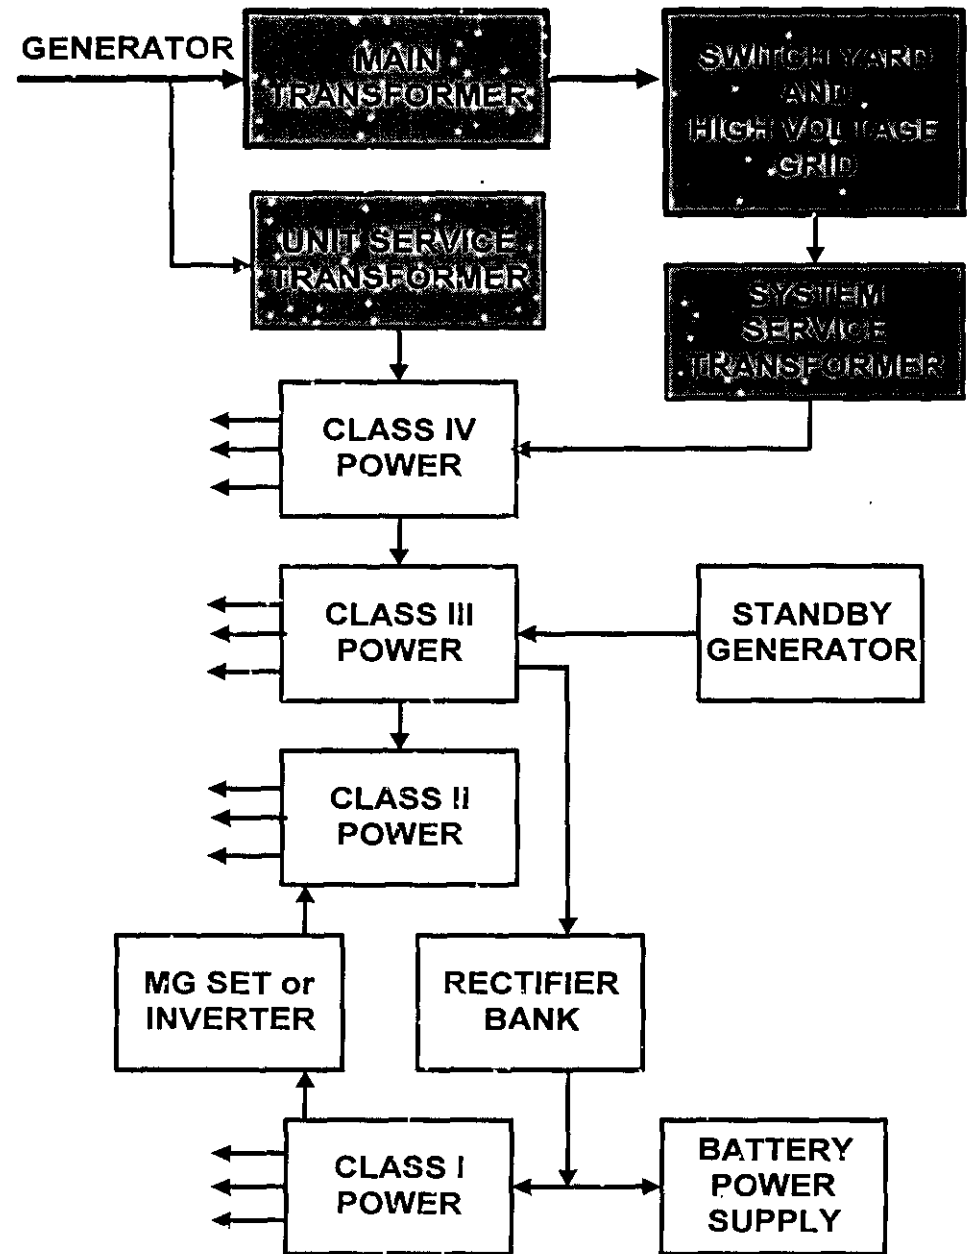 GENERATOR
MAIN
TRANSFORMER
SWITCHYARD
AND
HIGH VOLTAGE
GRID
UNIT SERVICE
TRANSFORMER
SYSTEM
SERVICE
TRANSFORMER
CLASS IV
POWER
CLASS III
POWER
STANDBY
GENERATOR
CLASS II
POWER
MG SET or
INVERTER
RECTIFIER
BANK
CLASS I
POWER
BATTERY
POWER
SUPPLY